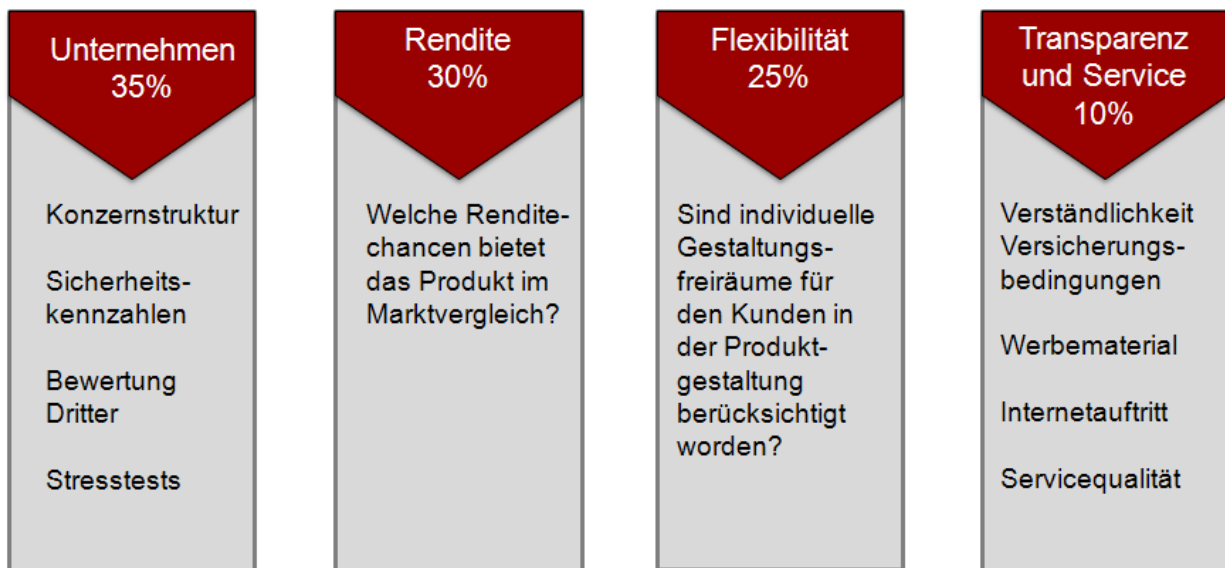 Unternehmen
35%
Konzernstruktur
Sicherheits-
kennzahlen
Bewertung
Dritter
Stresstests
Rendite
30%
Welche Rendite-
chancen bietet
das Produkt im
Marktvergleich?
Flexibilität
25%
Sind individuelle
Gestaltungs-
freiräume für
den Kunden in
der Produkt-
gestaltung
berücksichtigt
worden?
Transparenz
und Service
10%
Verständlichkeit
Versicherungs-
bedingungen
Werbematerial
Internetauftritt
Servicequalität